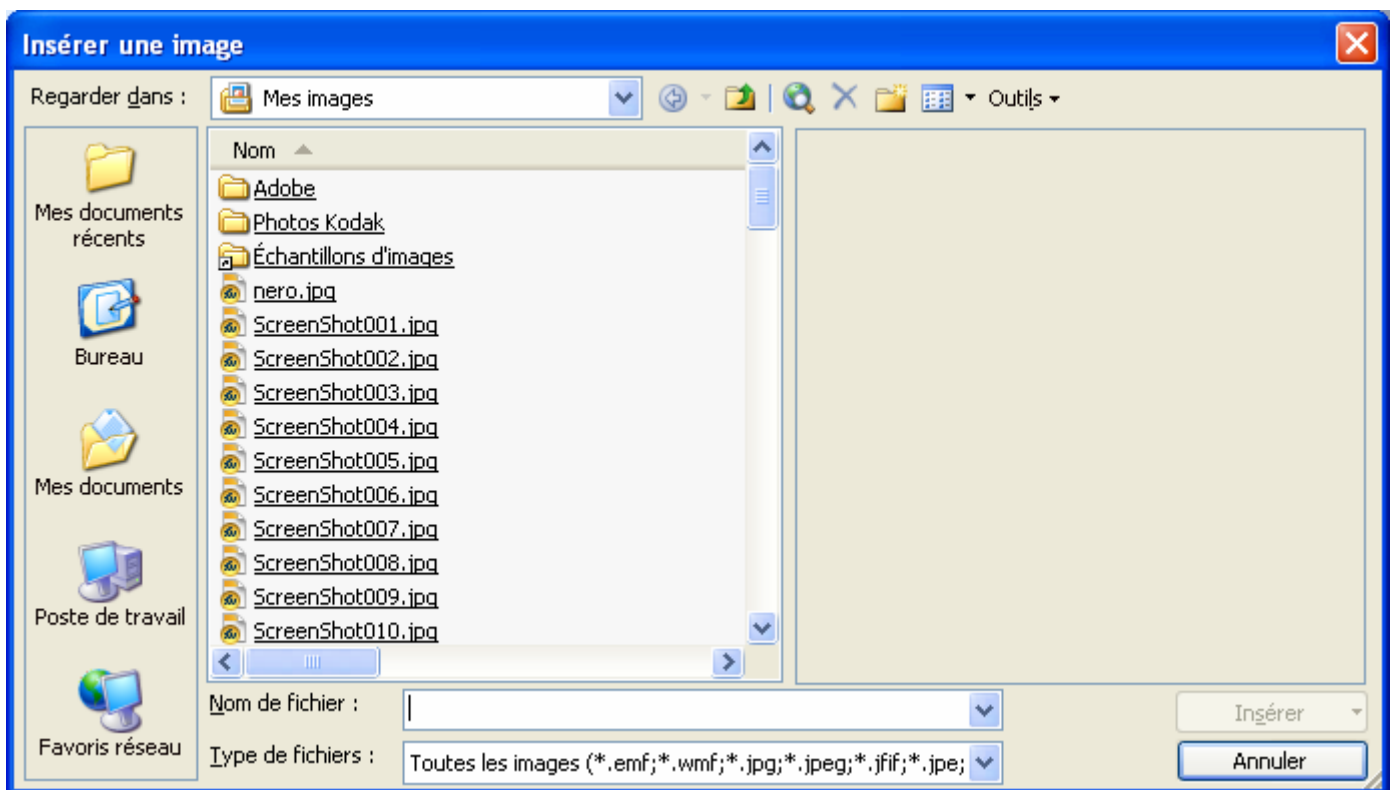 Insérer une image
Regarder dans :
Mes images
Outils
Mes documents
récents
Bureau
Mes documents
Poste de travail
Favoris réseau
Nom
Adobe
Photos Kodak
Échantillons d'images
nero.jpg
ScreenShot001.jpg
ScreenShot002.jpg
ScreenShot003.jpg
ScreenShot004.jpg
ScreenShot005.jpg
ScreenShot006.jpg
ScreenShot007.jpg
ScreenShot008.jpg
ScreenShot009.jpg
ScreenShot010.jpg
Nom de fichier :
Insérer
Type de fichiers :
Toutes les images (*.emf;*.wmf;*.jpg;*.jpeg;*.jfif;*.jpe;
Annuler